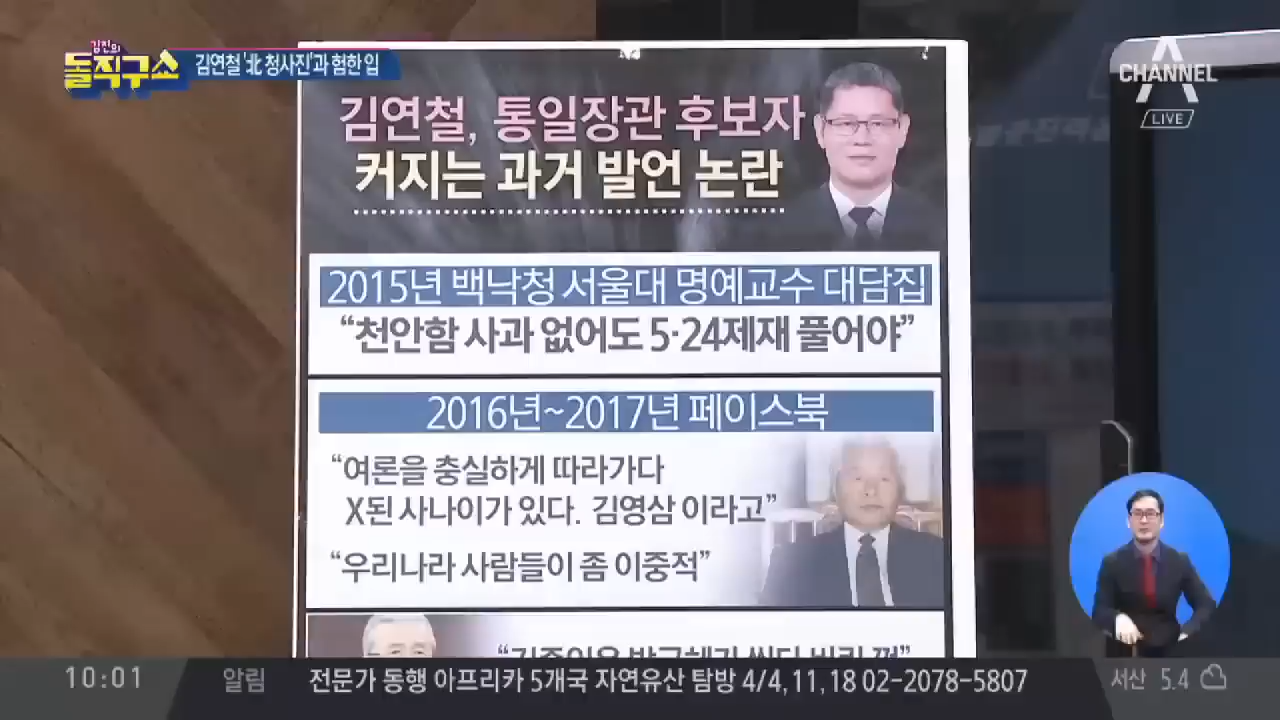 김진의
돌직구쇼
김연철 '北 청사진'과 험한 입
CHANNEL A
LIVE
김연철, 통일장관 후보자
커지는 과거 발언 논란
2015년 백낙청 서울대 명예교수 대담집
“천안함 사과 없어도 5·24제재 풀어야”
2016년~2017년 페이스북
“여론을 충실하게 따라가다
X된 사나이가 있다. 김영삼 이라고”
“우리나라 사람들이 좀 이중적”
10:01
알림
전문가 동행 아프리카 5개국 자연유산 탐방 4/4,11,18 02-2078-5807
서산 5.4